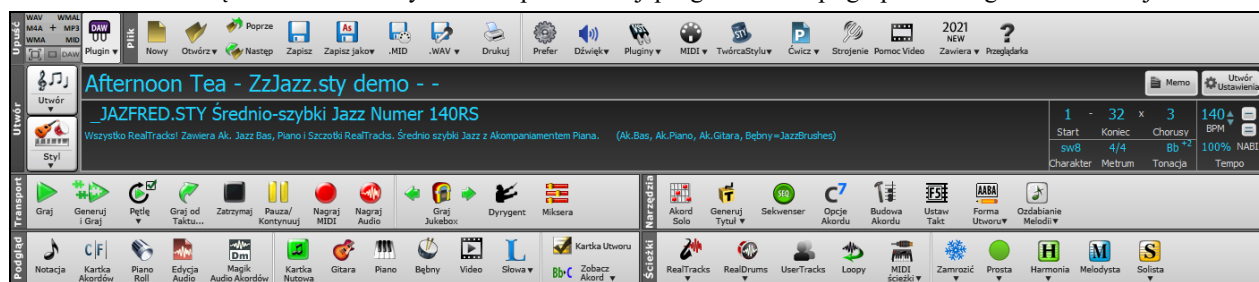 Upuść
WAV WMAL
M4A + MP3
WMA MID
DAW
DAW
Plugin
Plik
Nowy
Otwórz
Poprze
Następ
Zapisz
As
Zapisz jako
.MID
.WAV
Drukuj
Prefer
Dźwięk
Pluginy
MIDI
TwórcaStylu
P
Ćwicz
Strojenie
Pomoc Video
2021
NEW
Zawiera
?
Przeglądarka
Utwór
Utwór
Styl
Afternoon Tea - ZzJazz.sty demo - -
Memo
Utwór
Ustawienia
_JAZFRED.STY Średnio-szybki Jazz Numer 140RS
Wszystko RealTracks! Zawiera Ak. Jazz Bas, Piano i Szczotki RealTracks. Średnio szybki Jazz z Akompaniamentem Piana. (Ak.Bas, Ak.Piano, Ak.Gitara, Bębny=JazzBrushes)
1 - 32 x 3
Start Koniec Chorusy
sw8 4/4 Bb +2
Charakter Metrum Tonacja
140
BPM
100% NABI
Tempo
Transport
Graj
Generuj
i Graj
Pętle
Graj od
Taktu...
Zatrzymaj
Pauza/
Kontynuuj
Nagraj
MIDI
Nagraj
Audio
Graj
Jukebox
Dyrygent
Miksera
Narzędzia
Akord
Solo
Generuj
Tytuł
SEQ
Sekwenser
C7
Opcje
Akordu
Budowa
Akordu
Ustaw
Takt
AABA
Forma
Utworu
Ozdabianie
Melodii
Podgląd
Notacja
C|F|
Kartka
Akordów
Piano
Roll
Edycja
Audio
Dm
Magik
Audio Akordów
Kartka
Nutowa
Gitara
Piano
Bębny
Video
L
Słowa
Kartka Utworu
Bb•C
Zobacz
Akord
Ścieżki
RealTracks
RealDrums
UserTracks
Loopy
MIDI
ścieżki
Zamrozić
Prosta
H
Harmonia
M
Melodysta
S
Solista